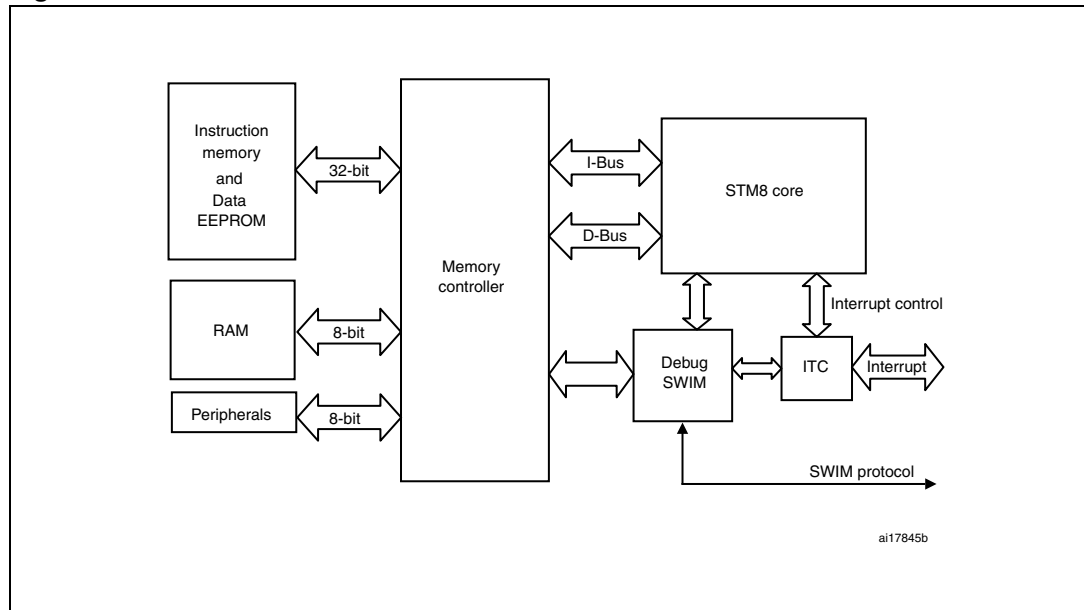 Instruction
memory
and
Data
EEPROM
32-bit
RAM
8-bit
Peripherals
8-bit
Memory
controller
I-Bus
D-Bus
STM8 core
Interrupt control
Debug
SWIM
ITC
Interrupt
SWIM protocol
ai17845b